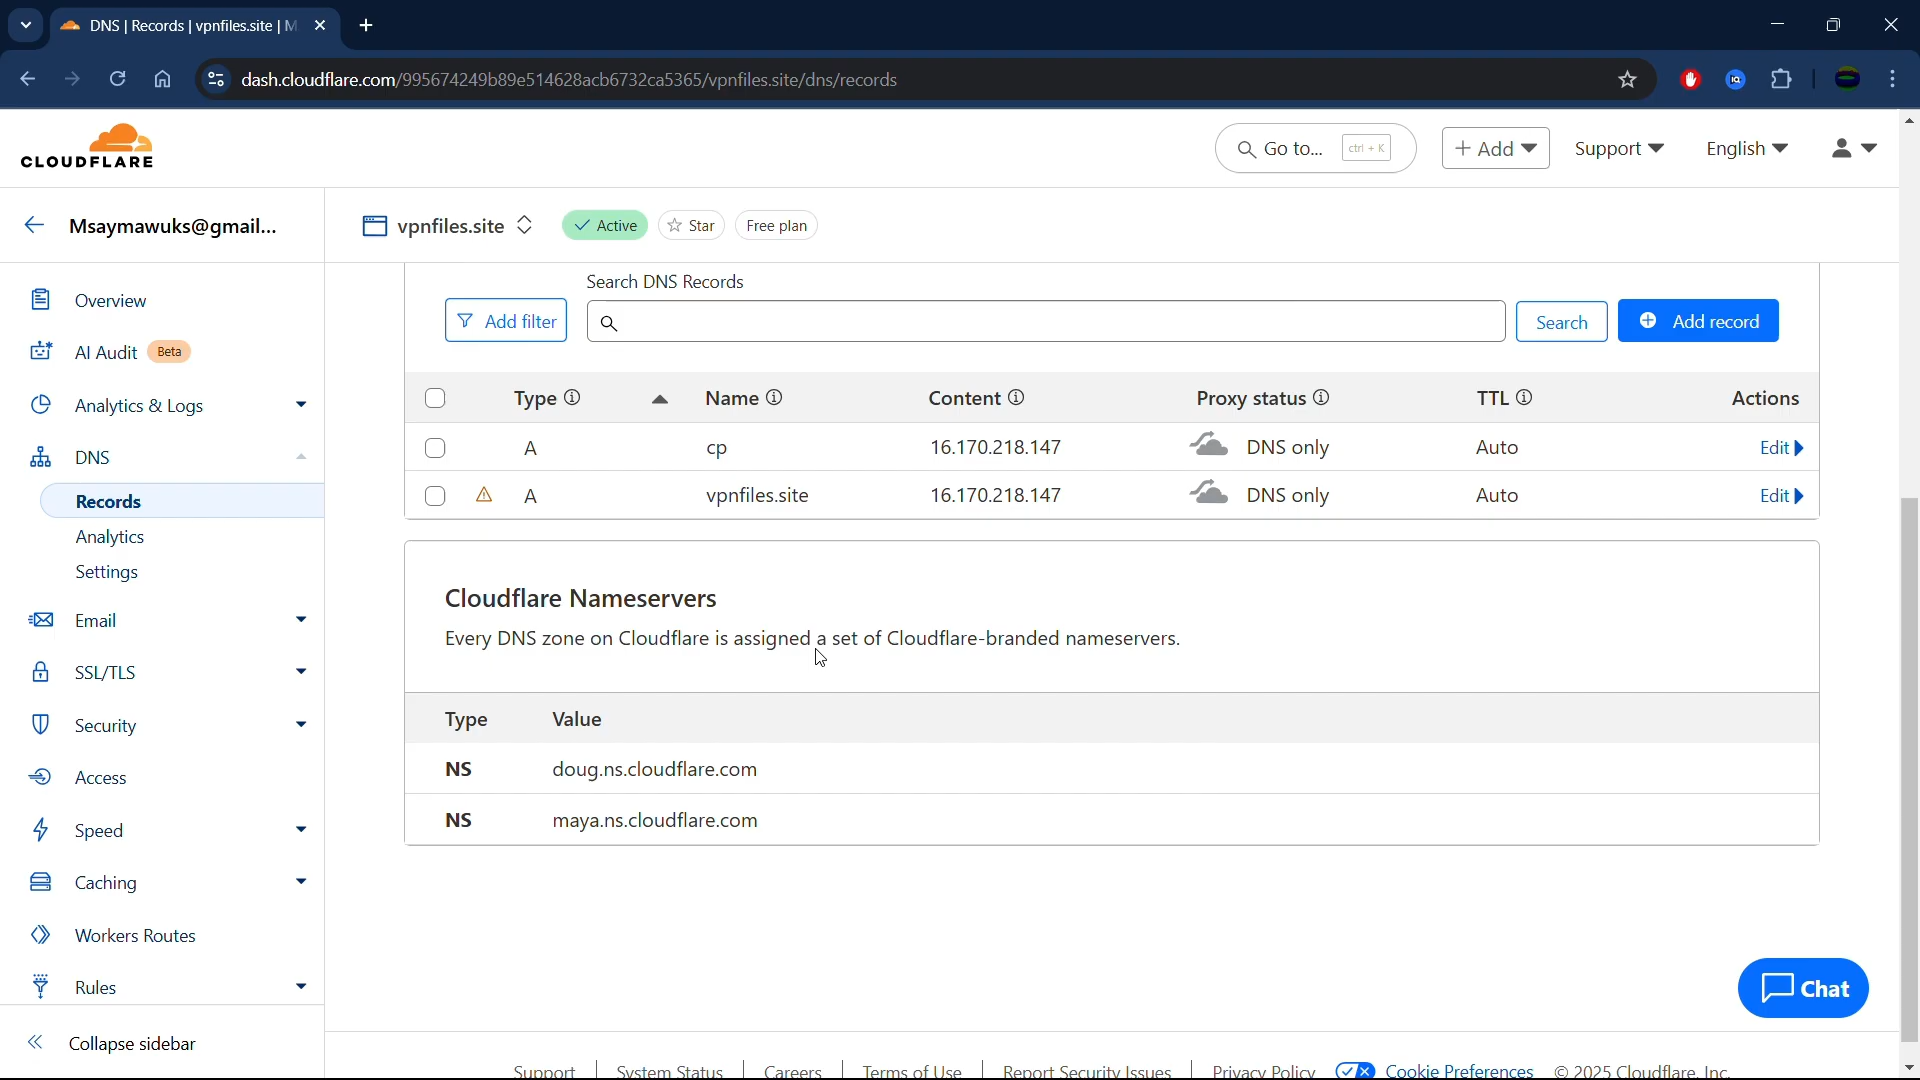 DNS | Records | vpnfiles.site | M
dash.cloudflare.com/995674249b89e514628acb6732ca5365/vpnfiles.site/dns/records
CLOUDFLARE
Go to... ctrl + K
+ Add
Support
English
Msaymawuks@gmail...
vpnfiles.site
Active
Star
Free plan
Overview
AI Audit Beta
Analytics & Logs
DNS
Records
Analytics
Settings
Email
SSL/TLS
Security
Access
Speed
Caching
Workers Routes
Rules
Collapse sidebar
Search DNS Records
Add filter
Search
Add record
Type Name Content Proxy status TTL Actions
A cp 16.170.218.147 DNS only Auto Edit
A vpnfiles.site 16.170.218.147 DNS only Auto Edit
Cloudflare Nameservers
Every DNS zone on Cloudflare is assigned a set of Cloudflare-branded nameservers.
Type Value
NS doug.ns.cloudflare.com
NS maya.ns.cloudflare.com
Chat
Support System Status Careers Terms of Use Report Security Issues Privacy Policy Cookie Preferences © 2025 Cloudflare, Inc.